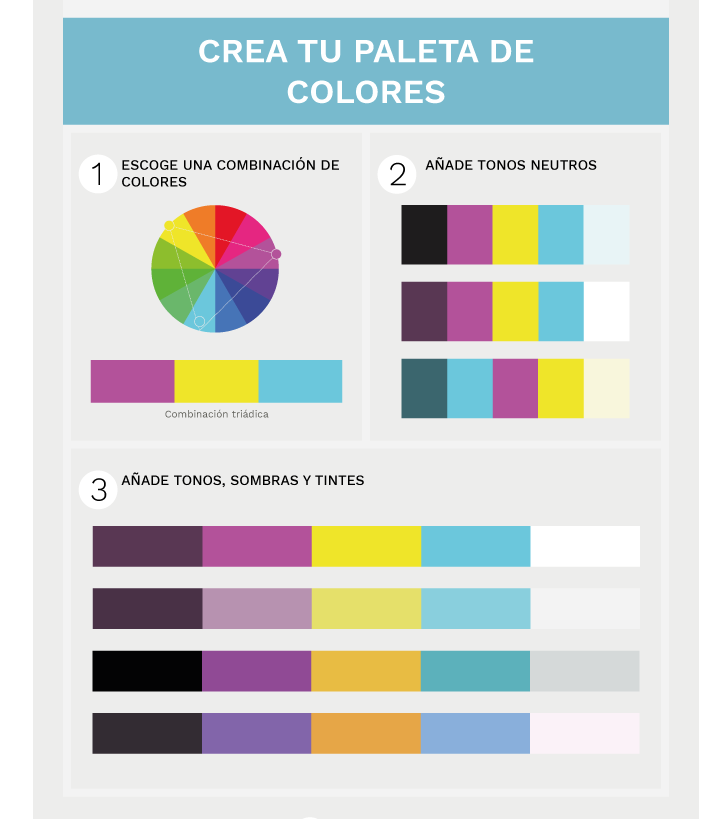 CREA TU PALETA DE
COLORES
1
ESCOGE UNA COMBINACIÓN DE
COLORES
Combinación triádica
2
AÑADE TONOS NEUTROS
3
AÑADE TONOS, SOMBRAS Y TINTES